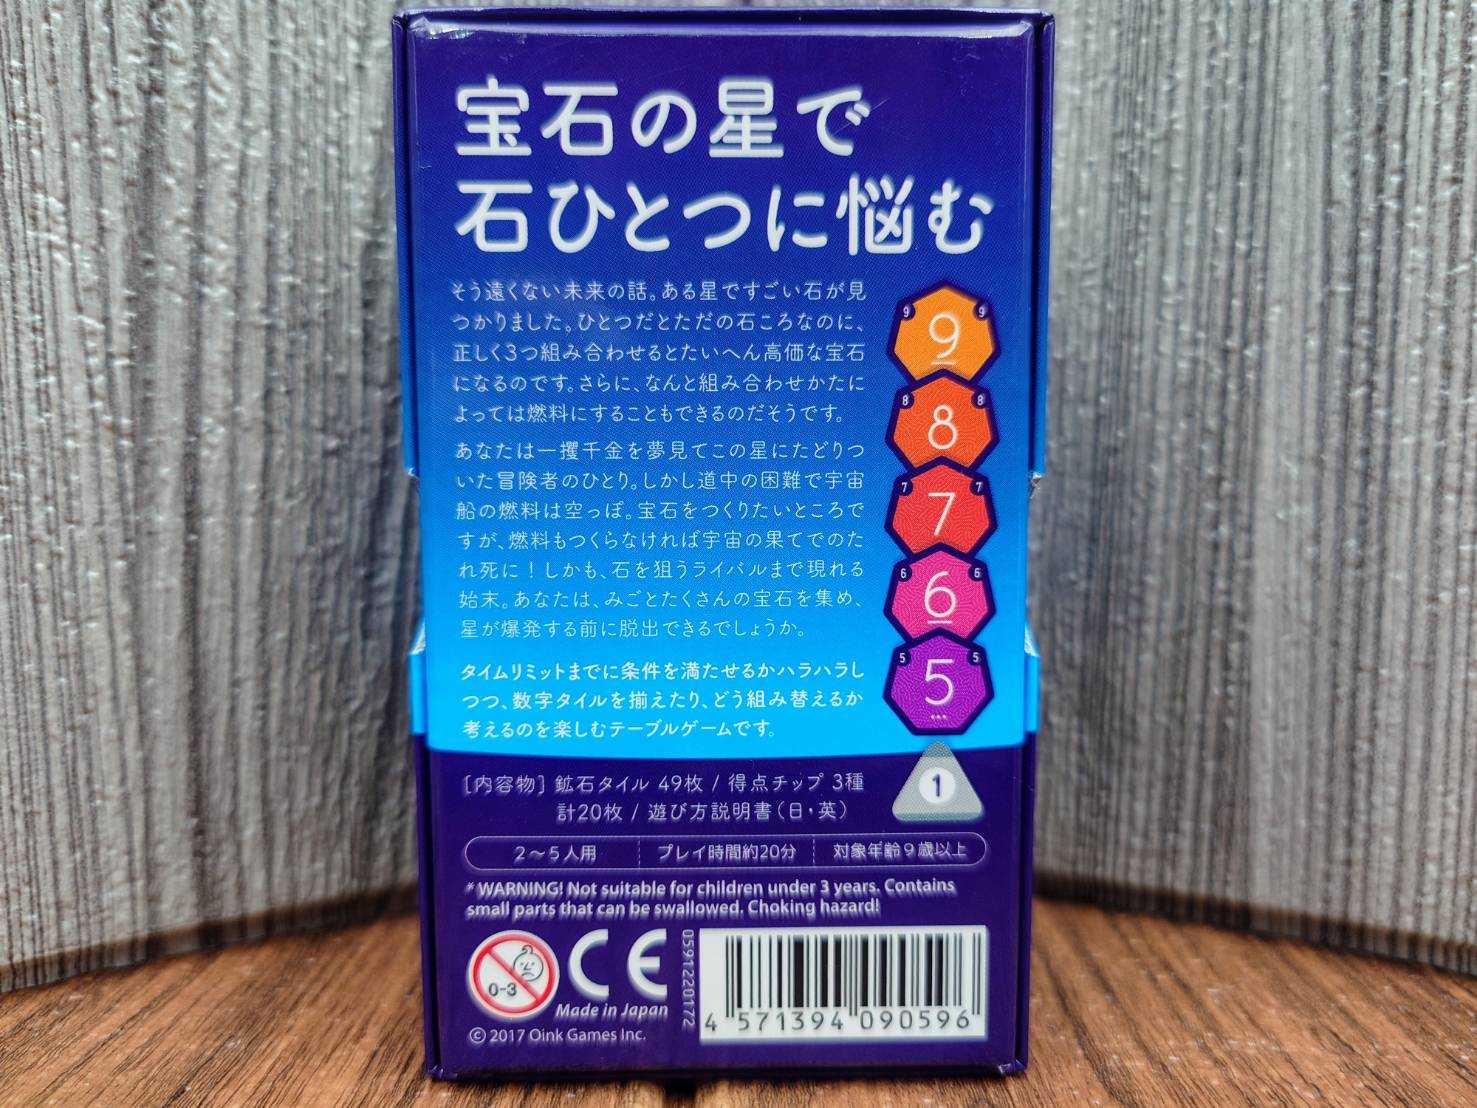 宝石の星で
石ひとつに悩む
そう遠くない未来の話。ある星ですごい石が見
つかりました。ひとつだとただの石ころなのに、
正しく3つ組み合わせるとたいへん高価な宝石
になるのです。さらに、なんと組み合わせかたに
よっては燃料にすることもできるのだそうです。
あなたは一攫千金を夢見てこの星にたどりつ
いた冒険者のひとり。しかし道中の困難で宇宙
船の燃料は空っぽ。宝石をつくりたいところで
すが、燃料もつくらなければ宇宙の果てでのた
れ死に！しかも、石を狙うライバルまで現れる
始末。あなたは、みごとたくさんの宝石を集め、
星が爆発する前に脱出できるでしょうか。
タイムリミットまでに条件を満たせるかハラハラし
つつ、数字タイルを揃えたり、どう組み替えるか
考えるのを楽しむテーブルゲームです。
9 9
9
8 8
8
7 7
7
6 6
6
5 5
5
1
［内容物］鉱石タイル 49枚 / 得点チップ 3種
計20枚 / 遊び方説明書（日・英）
2〜5人用 プレイ時間約20分 対象年齢9歳以上
* WARNING! Not suitable for children under 3 years. Contains
small parts that can be swallowed. Choking hazard!
0-3
CE
Made in Japan
© 2017 Oink Games Inc.
0591220172
4 571394 090596